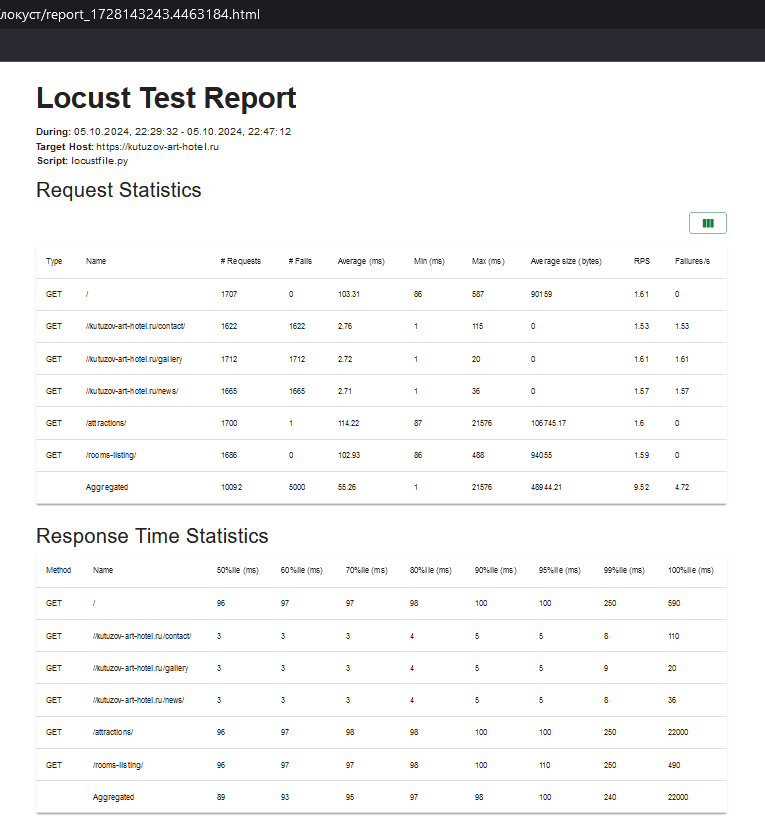 локуст/report_1728143243.4463184.html
Locust Test Report
During: 05.10.2024, 22:29:32 - 05.10.2024, 22:47:12
Target Host: https://kutuzov-art-hotel.ru
Script: locustfile.py
Request Statistics
Type Name # Requests # Fails Average (ms) Min (ms) Max (ms) Average size (bytes) RPS Failures/s
GET / 1707 0 103.31 86 587 90159 1.61 0
GET //kutuzov-art-hotel.ru/contact/ 1622 1622 2.76 1 115 0 1.53 1.53
GET //kutuzov-art-hotel.ru/gallery 1712 1712 2.72 1 20 0 1.61 1.61
GET //kutuzov-art-hotel.ru/news/ 1665 1665 2.71 1 36 0 1.57 1.57
GET /attractions/ 1700 1 114.22 87 21576 106745.17 1.6 0
GET /rooms-listing/ 1686 0 102.93 86 488 94055 1.59 0
Aggregated 10092 5000 55.26 1 21576 48944.21 9.52 4.72
Response Time Statistics
Method Name 50%ile (ms) 60%ile (ms) 70%ile (ms) 80%ile (ms) 90%ile (ms) 95%ile (ms) 99%ile (ms) 100%ile (ms)
GET / 96 97 97 98 100 100 250 590
GET //kutuzov-art-hotel.ru/contact/ 3 3 3 4 5 5 8 110
GET //kutuzov-art-hotel.ru/gallery 3 3 3 4 5 5 9 20
GET //kutuzov-art-hotel.ru/news/ 3 3 3 4 5 5 8 36
GET /attractions/ 96 97 98 98 100 100 250 22000
GET /rooms-listing/ 96 97 97 98 100 110 250 490
Aggregated 89 93 95 97 98 100 240 22000